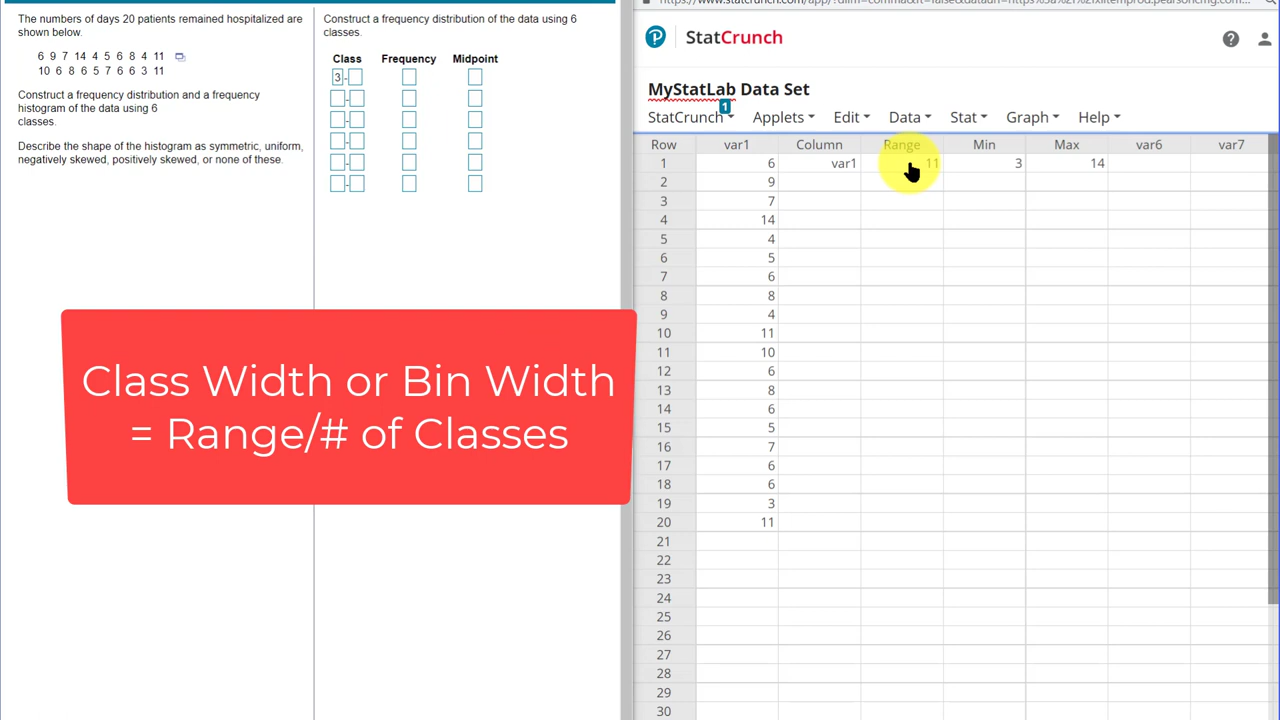 The numbers of days 20 patients remained hospitalized are
shown below.
6 9 7 14 4 5 6 8 4 11
10 6 8 6 5 7 6 6 3 11
Construct a frequency distribution and a frequency
histogram of the data using 6
classes.
Describe the shape of the histogram as symmetric, uniform,
negatively skewed, positively skewed, or none of these.
Construct a frequency distribution of the data using 6
classes.
Class Frequency Midpoint
3 -
-
-
-
-
-
Class Width or Bin Width
= Range/# of Classes
StatCrunch
MyStatLab Data Set
1
StatCrunch Applets Edit Data Stat Graph Help
Row var1 Column Range Min Max var6 var7
1 6 var1 11 3 14
2 9
3 7
4 14
5 4
6 5
7 6
8 8
9 4
10 11
11 10
12 6
13 8
14 6
15 5
16 7
17 6
18 6
19 3
20 11
21
22
23
24
25
26
27
28
29
30